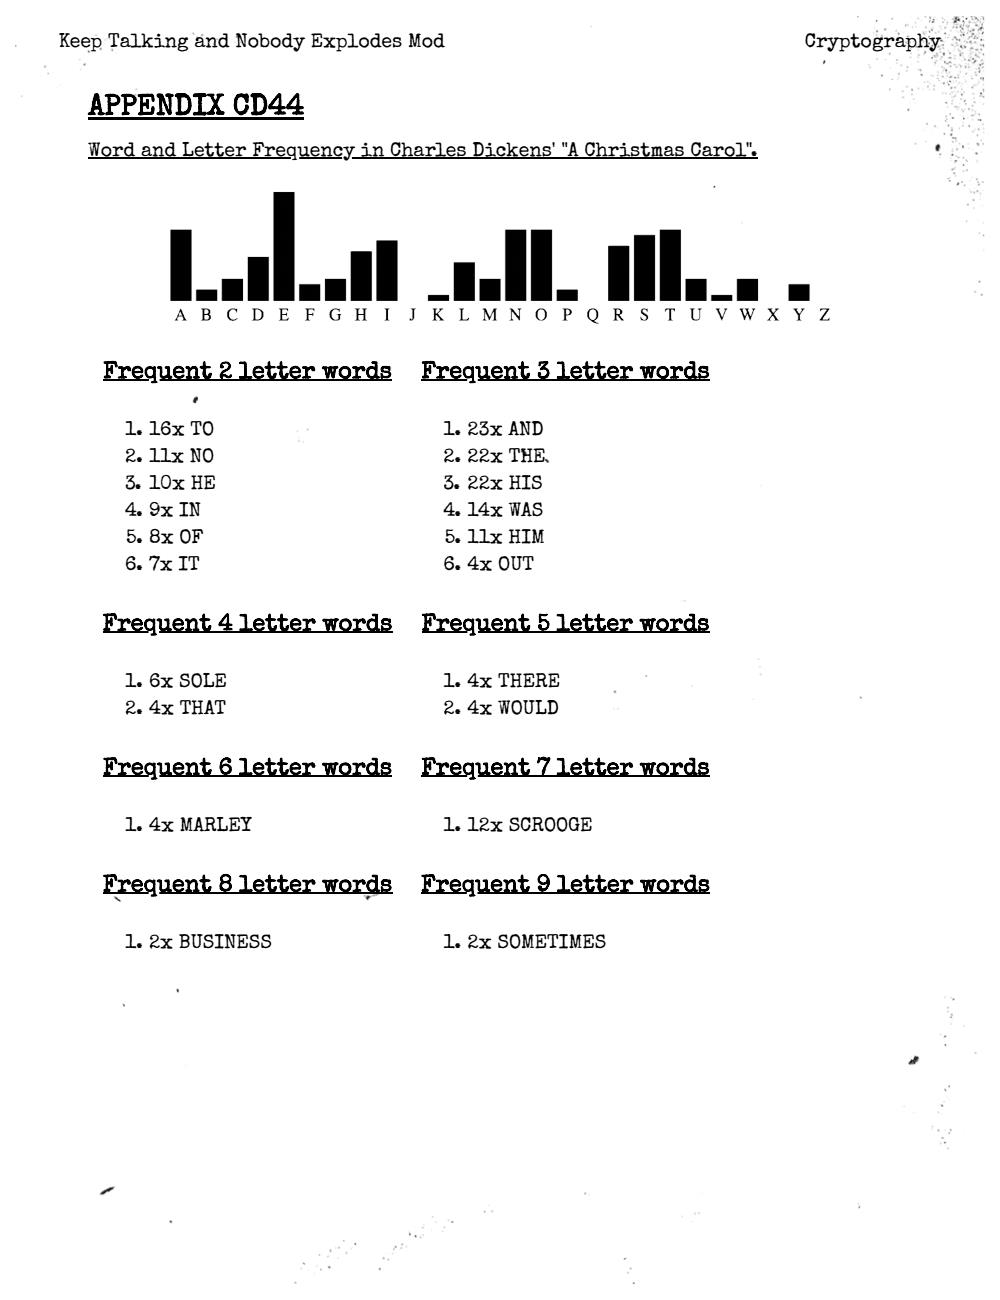 Keep Talking and Nobody Explodes Mod
Cryptography
APPENDIX CD44
Word and Letter Frequency in Charles Dickens' "A Christmas Carol".
A B C D E F G H I J K L M N O P Q R S T U V W X Y Z
Frequent 2 letter words
1. 16x TO
2. 11x NO
3. 10x HE
4. 9x IN
5. 8x OF
6. 7x IT
Frequent 3 letter words
1. 23x AND
2. 22x THE
3. 22x HIS
4. 14x WAS
5. 11x HIM
6. 4x OUT
Frequent 4 letter words
1. 6x SOLE
2. 4x THAT
Frequent 5 letter words
1. 4x THERE
2. 4x WOULD
Frequent 6 letter words
1. 4x MARLEY
Frequent 7 letter words
1. 12x SCROOGE
Frequent 8 letter words
1. 2x BUSINESS
Frequent 9 letter words
1. 2x SOMETIMES